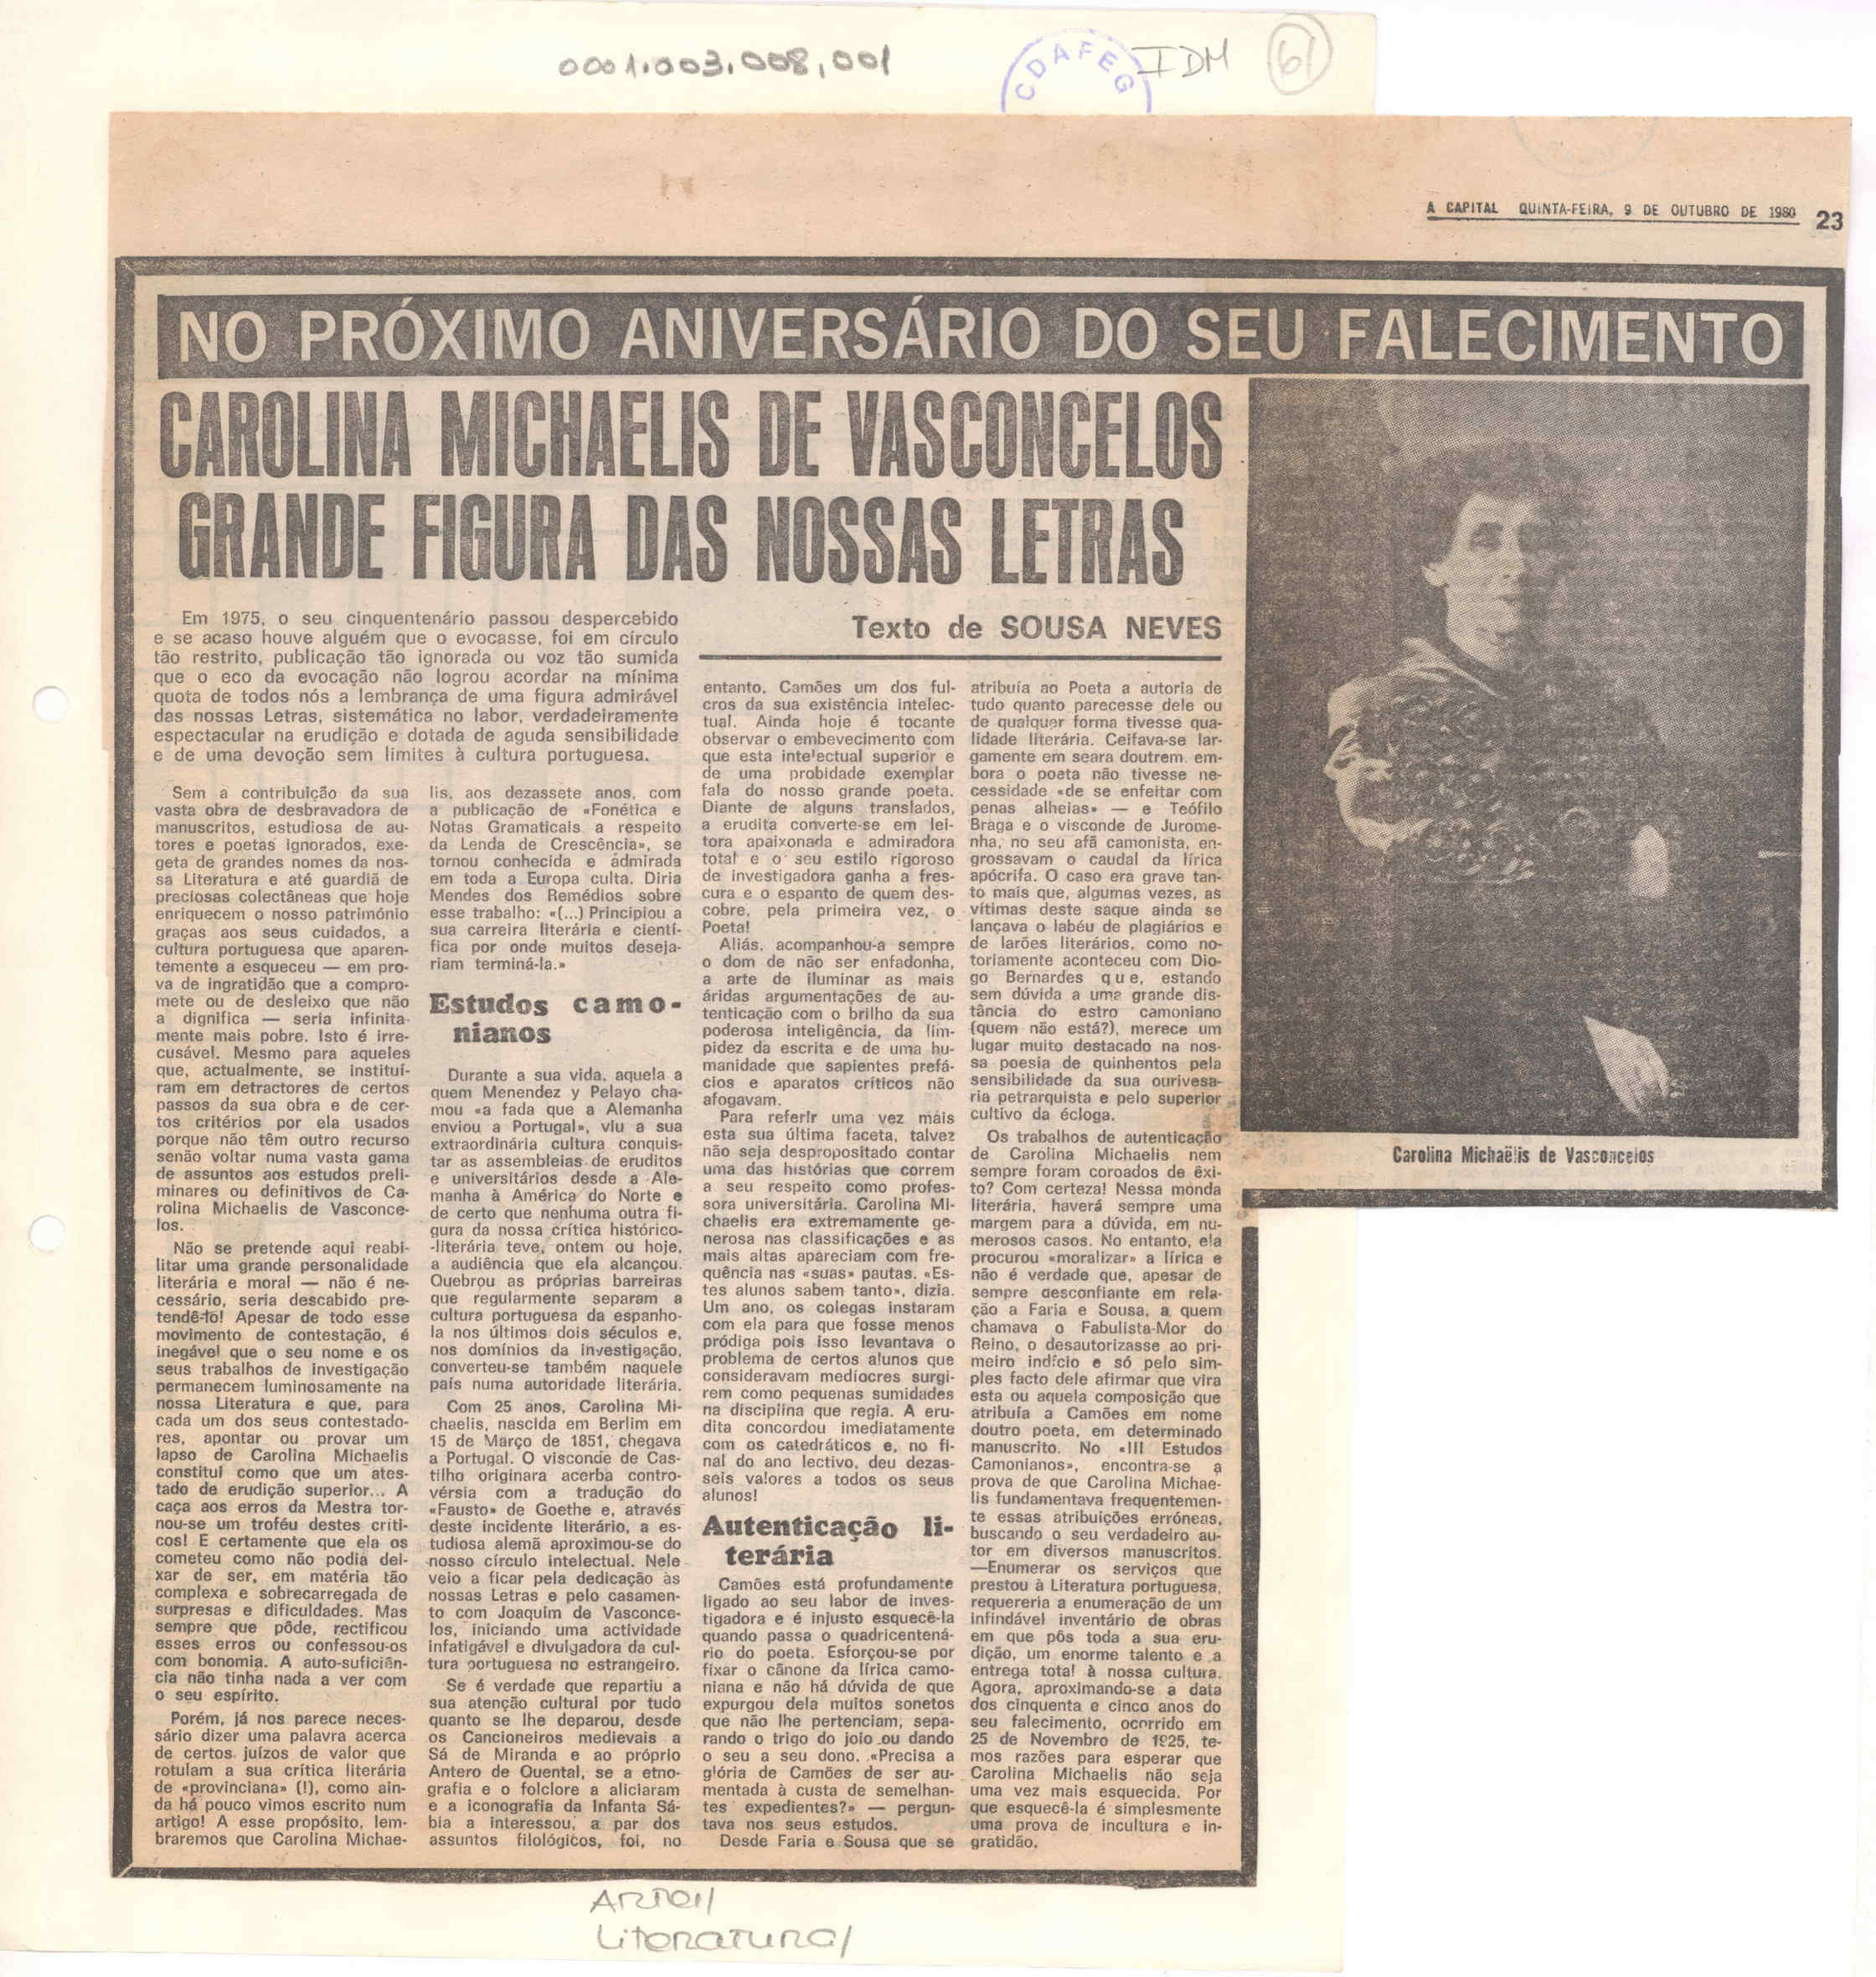 0001.003.008,001
CDAFEG
IDM
61
A CAPITAL QUINTA-FEIRA, 9 DE OUTUBRO DE 1980 23
NO PRÓXIMO ANIVERSÁRIO DO SEU FALECIMENTO
CAROLINA MICHAELIS DE VASCONCELOS
GRANDE FIGURA DAS NOSSAS LETRAS
Texto de SOUSA NEVES
Em 1975, o seu cinquentenário passou despercebido
e se acaso houve alguém que o evocasse, foi em círculo
tão restrito, publicação tão ignorada ou voz tão sumida
que o eco da evocação não logrou acordar na mínima
quota de todos nós a lembrança de uma figura admirável
das nossas Letras, sistemática no labor, verdadeiramente
espectacular na erudição e dotada de aguda sensibilidade
e de uma devoção sem limites à cultura portuguesa.
Sem a contribuição da sua
vasta obra de desbravadora de
manuscritos, estudiosa de au-
tores e poetas ignorados, exe-
geta de grandes nomes da nos-
sa Literatura e até guardiã de
preciosas colectâneas que hoje
enriquecem o nosso património
graças aos seus cuidados, a
cultura portuguesa que aparen-
temente a esqueceu — em pro-
va de ingratidão que a compro-
mete ou de desleixo que não
a dignifica — seria infinita-
mente mais pobre. Isto é irre-
cusável. Mesmo para aqueles
que, actualmente, se instituí-
ram em detractores de certos
passos da sua obra e de cer-
tos critérios por ela usados
porque não têm outro recurso
senão voltar numa vasta gama
de assuntos aos estudos preli-
minares ou definitivos de Ca-
rolina Michaelis de Vasconce-
los.
Não se pretende aqui reabi-
litar uma grande personalidade
literária e moral — não é ne-
cessário, seria descabido pre-
tendê-lo! Apesar de todo esse
movimento de contestação, é
inegável que o seu nome e os
seus trabalhos de investigação
permanecem luminosamente na
nossa Literatura e que, para
cada um dos seus contestado-
res, apontar ou provar um
lapso de Carolina Michaelis
constitui como que um ates-
tado de erudição superior... A
caça aos erros da Mestra tor-
nou-se um troféu destes críti-
cos! E certamente que ela os
cometeu como não podia dei-
xar de ser, em matéria tão
complexa e sobrecarregada de
surpresas e dificuldades. Mas
sempre que pôde, rectificou
esses erros ou confessou-os
com bonomia. A auto-suficiên-
cia não tinha nada a ver com
o seu espírito.
Porém, já nos parece neces-
sário dizer uma palavra acerca
de certos juízos de valor que
rotulam a sua crítica literária
de «provinciana» (!), como ain-
da há pouco vimos escrito num
artigo! A esse propósito, lem-
braremos que Carolina Michae-
lis, aos dezassete anos, com
a publicação de «Fonética e
Notas Gramaticais a respeito
da Lenda de Crescência», se
tornou conhecida e admirada
em toda a Europa culta. Diria
Mendes dos Remédios sobre
esse trabalho: «(...) Principiou a
sua carreira literária e cientí-
fica por onde muitos deseja-
riam terminá-la.»
Estudos camo-
nianos
Durante a sua vida, aquela a
quem Menendez y Pelayo cha-
mou «a fada que a Alemanha
enviou a Portugal», viu a sua
extraordinária cultura conquis-
tar as assembleias de eruditos
e universitários desde a Ale-
manha à América do Norte e
de certo que nenhuma outra fi-
gura da nossa crítica histórico-
-literária teve, ontem ou hoje,
a audiência que ela alcançou.
Quebrou as próprias barreiras
que regularmente separam a
cultura portuguesa da espanho-
la nos últimos dois séculos e,
nos domínios da investigação,
converteu-se também naquele
país numa autoridade literária.
Com 25 anos, Carolina Mi-
chaelis, nascida em Berlim em
15 de Março de 1851, chegava
a Portugal. O visconde de Cas-
tilho originara acerba contro-
vérsia com a tradução do
«Fausto» de Goethe e, através
deste incidente literário, a es-
tudiosa alemã aproximou-se do
nosso círculo intelectual. Nele
veio a ficar pela dedicação às
nossas Letras e pelo casamen-
to com Joaquim de Vasconce-
los, iniciando uma actividade
infatigável e divulgadora da cul-
tura portuguesa no estrangeiro.
Se é verdade que repartiu a
sua atenção cultural por tudo
quanto se lhe deparou, desde
os Cancioneiros medievais a
Sá de Miranda e ao próprio
Antero de Quental, se a etno-
grafia e o folclore a aliciaram
e a iconografia da Infanta Sá-
bia a interessou, a par dos
assuntos filológicos, foi, no
entanto, Camões um dos ful-
cros da sua existência intelec-
tual. Ainda hoje é tocante
observar o embevecimento com
que esta intelectual superior e
de uma probidade exemplar
fala do nosso grande poeta.
Diante de alguns translados,
a erudita converte-se em lei-
tora apaixonada e admiradora
total e o seu estilo rigoroso
de investigadora ganha a fres-
cura e o espanto de quem des-
cobre, pela primeira vez, o
Poeta!
Aliás, acompanhou-a sempre
o dom de não ser enfadonha,
a arte de iluminar as mais
áridas argumentações de au-
tenticação com o brilho da sua
poderosa inteligência, da lím-
pidez da escrita e de uma hu-
manidade que sapientes prefá-
cios e aparatos críticos não
afogavam.
Para referir uma vez mais
esta sua última faceta, talvez
não seja despropositado contar
uma das histórias que correm
a seu respeito como profes-
sora universitária. Carolina Mi-
chaelis era extremamente ge-
nerosa nas classificações e as
mais altas apareciam com fre-
quência nas «suas» pautas. «Es-
tes alunos sabem tanto», dizia.
Um ano, os colegas instaram
com ela para que fosse menos
pródiga pois isso levantava o
problema de certos alunos que
consideravam medíocres surgi-
rem como pequenas sumidades
na disciplina que regia. A eru-
dita concordou imediatamente
com os catedráticos e, no fi-
nal do ano lectivo, deu dezas-
seis valores a todos os seus
alunos!
Autenticação li-
terária
Camões está profundamente
ligado ao seu labor de inves-
tigadora e é injusto esquecê-la
quando passa o quadricentená-
rio do poeta. Esforçou-se por
fixar o cânone da lírica camo-
niana e não há dúvida de que
expurgou dela muitos sonetos
que não lhe pertenciam, sepa-
rando o trigo do joio ou dando
o seu a seu dono. «Precisa a
glória de Camões de ser au-
mentada à custa de semelhan-
tes expedientes?» — pergun-
tava nos seus estudos.
Desde Faria e Sousa que se
atribuía ao Poeta a autoria de
tudo quanto parecesse dele ou
de qualquer forma tivesse qua-
lidade literária. Ceifava-se lar-
gamente em seara doutrem, em-
bora o poeta não tivesse ne-
cessidade «de se enfeitar com
penas alheias» — e Teófilo
Braga e o visconde de Jurome-
nha, no seu afã camonista, en-
grossavam o caudal da lírica
apócrifa. O caso era grave tan-
to mais que, algumas vezes, as
vítimas deste saque ainda se
lançava o labéu de plagiários e
de larões literários, como no-
toriamente aconteceu com Dio-
go Bernardes que, estando
sem dúvida a uma grande dis-
tância do estro camoniano
(quem não está?), merece um
lugar muito destacado na nos-
sa poesia de quinhentos pela
sensibilidade da sua ourivesa-
ria petrarquista e pelo superior
cultivo da écloga.
Os trabalhos de autenticação
de Carolina Michaelis nem
sempre foram coroados de êxi-
to? Com certeza! Nessa monda
literária, haverá sempre uma
margem para a dúvida, em nu-
merosos casos. No entanto, ela
procurou «moralizar» a lírica e
não é verdade que, apesar de
sempre desconfiante em rela-
ção a Faria e Sousa, a quem
chamava o Fabulista-Mor do
Reino, o desautorizasse ao pri-
meiro indício e só pelo sim-
ples facto dele afirmar que vira
esta ou aquela composição que
atribuía a Camões em nome
doutro poeta, em determinado
manuscrito. No «III Estudos
Camonianos», encontra-se a
prova de que Carolina Michae-
lis fundamentava frequentemen-
te essas atribuições erróneas,
buscando o seu verdadeiro au-
tor em diversos manuscritos.
—Enumerar os serviços que
prestou à Literatura portuguesa,
requereria a enumeração de um
infindável inventário de obras
em que pôs toda a sua eru-
dição, um enorme talento e a
entrega total à nossa cultura.
Agora, aproximando-se a data
dos cinquenta e cinco anos do
seu falecimento, ocorrido em
25 de Novembro de 1925, te-
mos razões para esperar que
Carolina Michaelis não seja
uma vez mais esquecida. Por
que esquecê-la é simplesmente
uma prova de incultura e in-
gratidão.
Carolina Michaëlis de Vasconcelos
Artes/
Literatura/